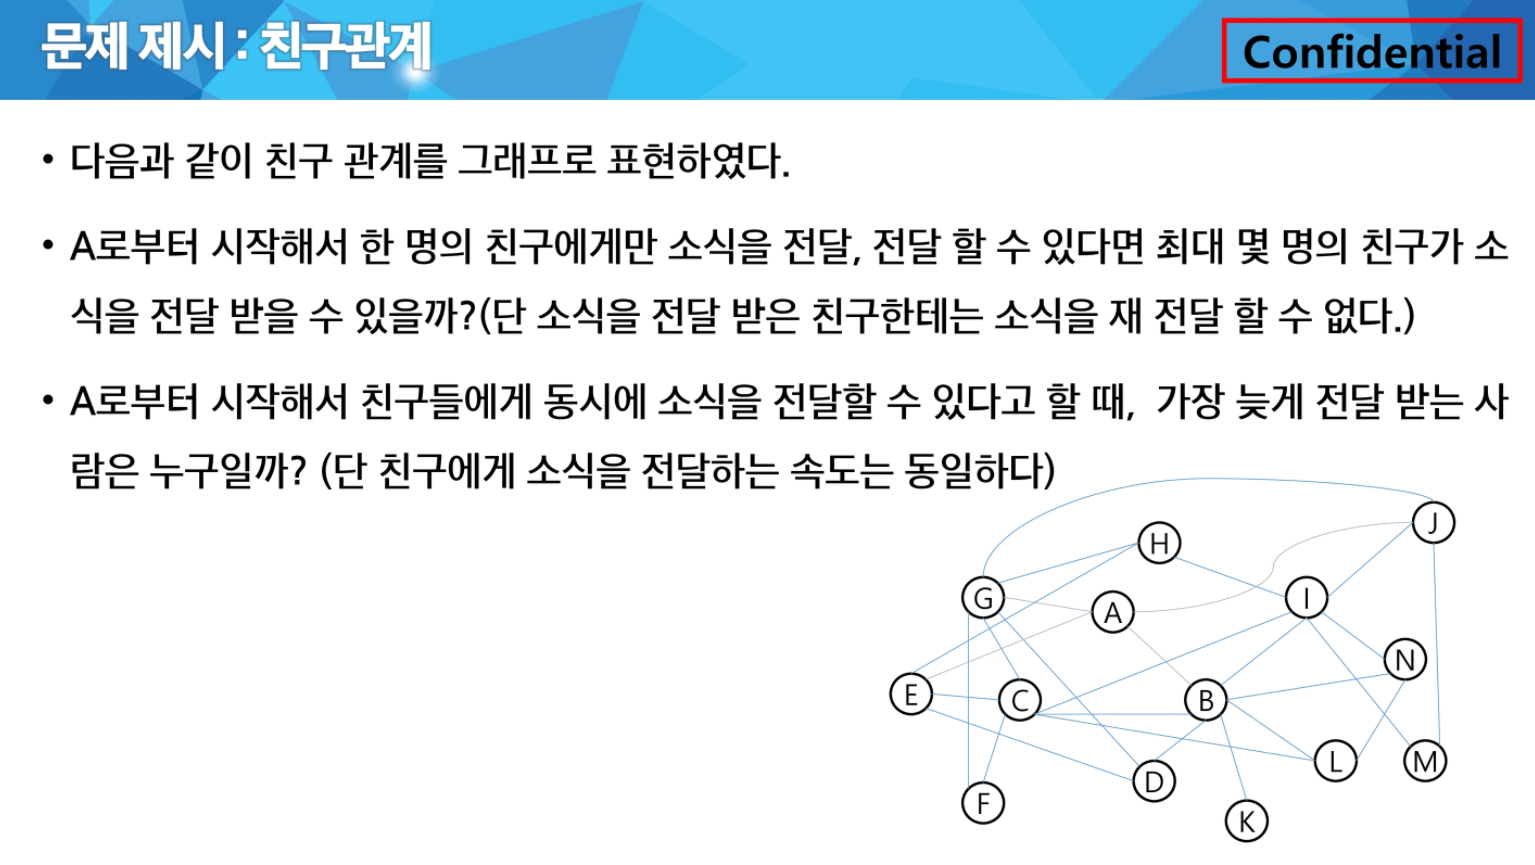 문제 제시 : 친구관계
Confidential
• 다음과 같이 친구 관계를 그래프로 표현하였다.
• A로부터 시작해서 한 명의 친구에게만 소식을 전달, 전달 할 수 있다면 최대 몇 명의 친구가 소
식을 전달 받을 수 있을까?(단 소식을 전달 받은 친구한테는 소식을 재 전달 할 수 없다.)
• A로부터 시작해서 친구들에게 동시에 소식을 전달할 수 있다고 할 때, 가장 늦게 전달 받는 사
람은 누구일까? (단 친구에게 소식을 전달하는 속도는 동일하다)
J
H
G
A
I
N
E
C
B
L
M
D
F
K